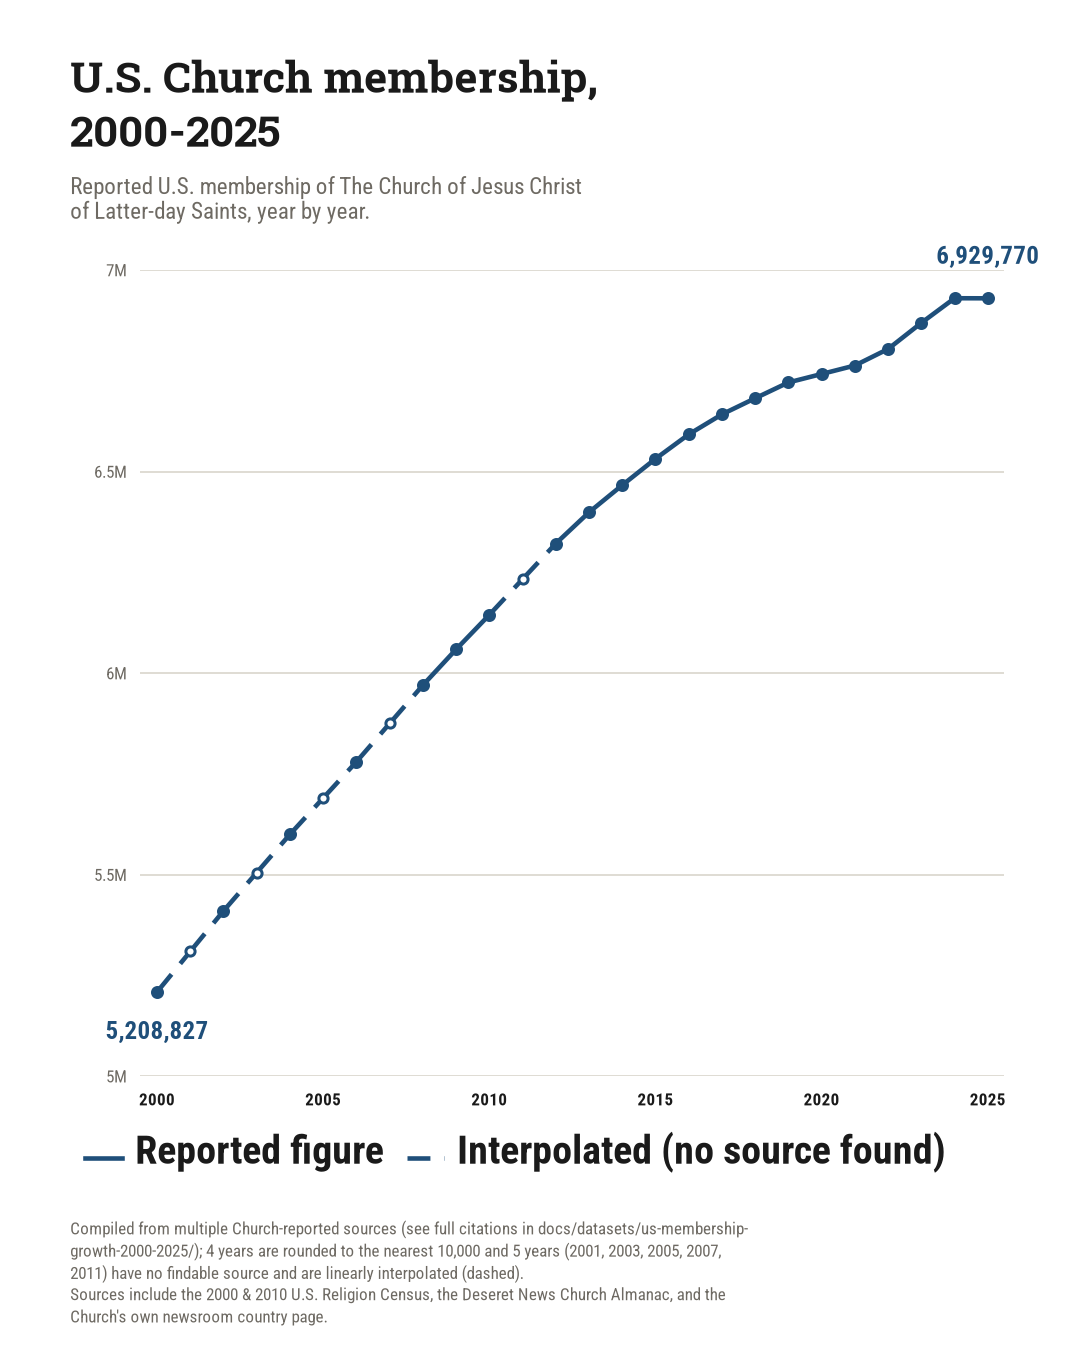 U.S. Church membership,
2000-2025
Reported U.S. membership of The Church of Jesus Christ
of Latter-day Saints, year by year.
6,929,770
7M
6.5M
6M
5.5M
5,208,827
5M
2000 2005 2010 2015 2020 2025
Reported figure Interpolated (no source found)
Compiled from multiple Church-reported sources (see full citations in docs/datasets/us-membership-
growth-2000-2025/); 4 years are rounded to the nearest 10,000 and 5 years (2001, 2003, 2005, 2007,
2011) have no findable source and are linearly interpolated (dashed).
Sources include the 2000 & 2010 U.S. Religion Census, the Deseret News Church Almanac, and the
Church's own newsroom country page.